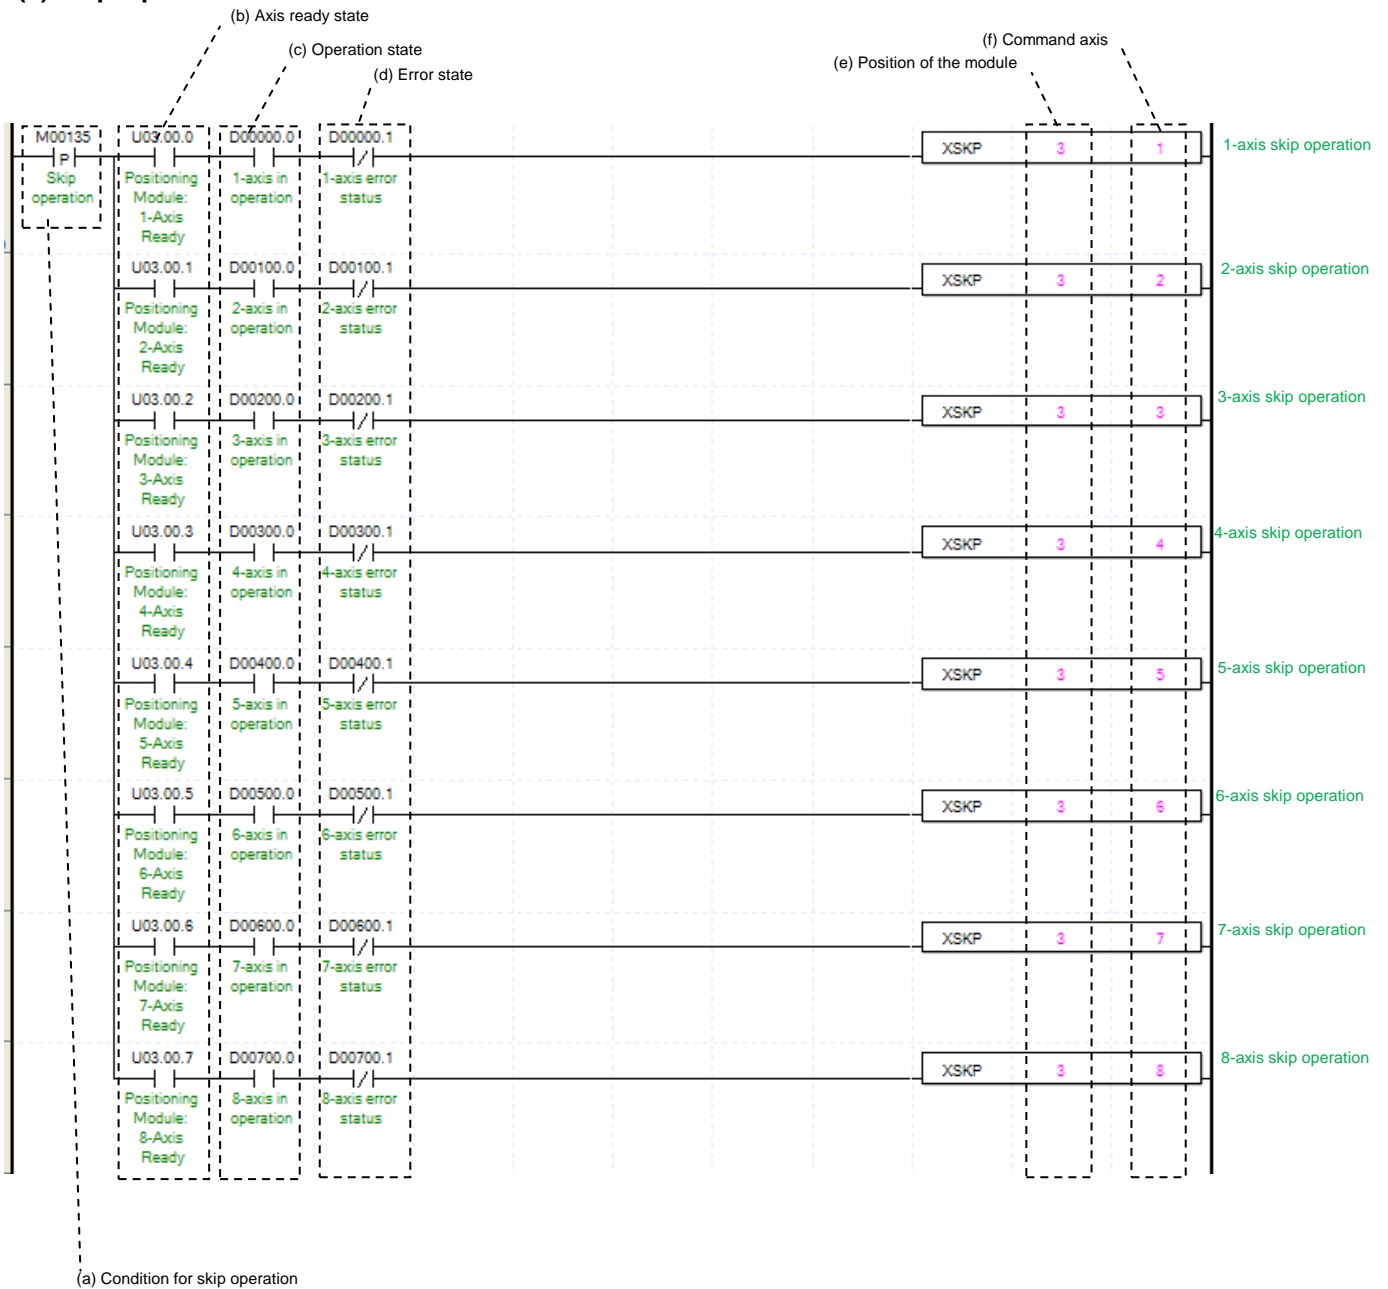 (b) Axis ready state
(c) Operation state
(d) Error state
(f) Command axis
(e) Position of the module
M00135 U03.00.0 D00000.0 D00000.1
P
XSKP 3 1
1-axis skip operation
Skip operation
Positioning Module: 1-Axis Ready
1-axis in operation
1-axis error status
U03.00.1 D00100.0 D00100.1
XSKP 3 2
2-axis skip operation
Positioning Module: 2-Axis Ready
2-axis in operation
2-axis error status
U03.00.2 D00200.0 D00200.1
XSKP 3 3
3-axis skip operation
Positioning Module: 3-Axis Ready
3-axis in operation
3-axis error status
U03.00.3 D00300.0 D00300.1
XSKP 3 4
4-axis skip operation
Positioning Module: 4-Axis Ready
4-axis in operation
4-axis error status
U03.00.4 D00400.0 D00400.1
XSKP 3 5
5-axis skip operation
Positioning Module: 5-Axis Ready
5-axis in operation
5-axis error status
U03.00.5 D00500.0 D00500.1
XSKP 3 6
6-axis skip operation
Positioning Module: 6-Axis Ready
6-axis in operation
6-axis error status
U03.00.6 D00600.0 D00600.1
XSKP 3 7
7-axis skip operation
Positioning Module: 7-Axis Ready
7-axis in operation
7-axis error status
U03.00.7 D00700.0 D00700.1
XSKP 3 8
8-axis skip operation
Positioning Module: 8-Axis Ready
8-axis in operation
8-axis error status
(a) Condition for skip operation